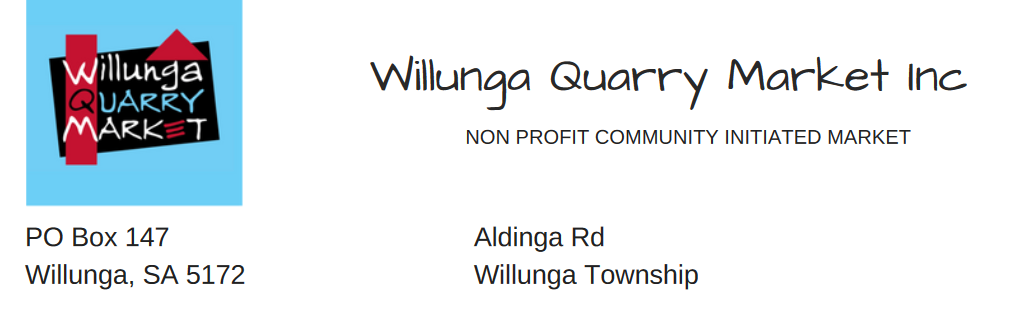 Willunga
QUARRY
MARKET
Willunga Quarry Market Inc
NON PROFIT COMMUNITY INITIATED MARKET
PO Box 147
Willunga, SA 5172
Aldinga Rd
Willunga Township